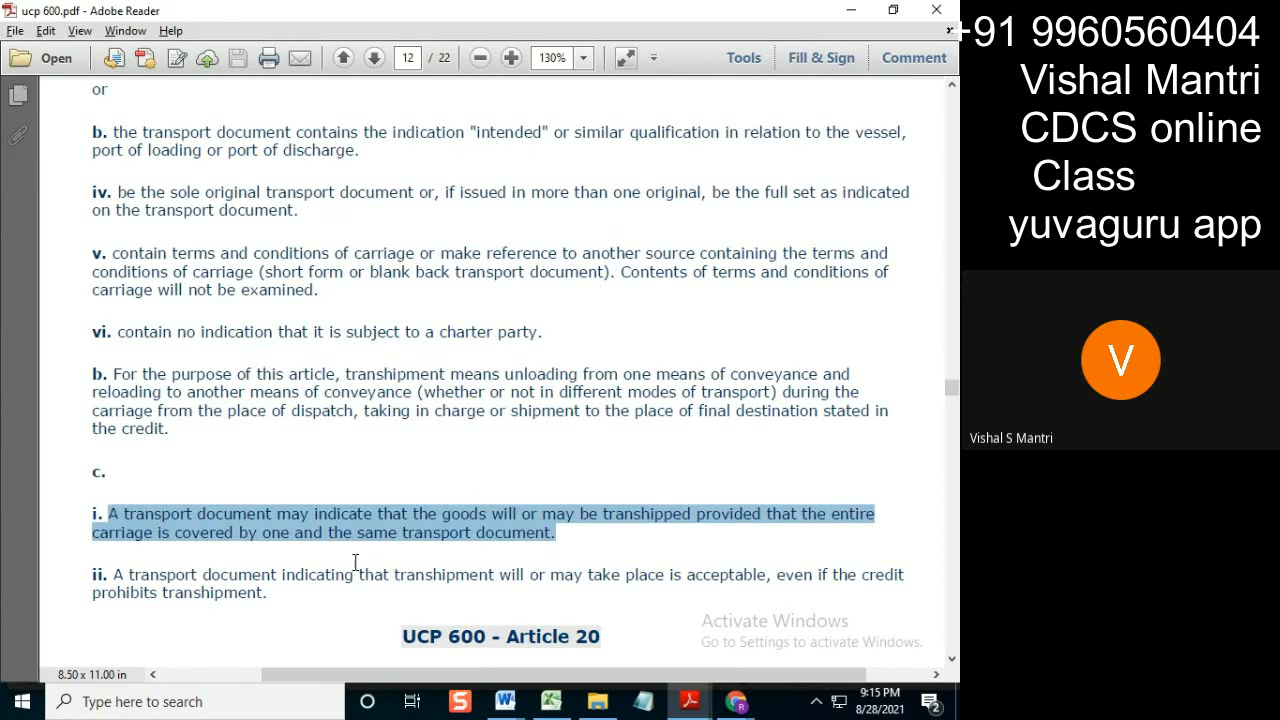 ucp 600.pdf - Adobe Reader
File Edit View Window Help
Open 12 / 22 130% Tools Fill & Sign Comment
or
b. the transport document contains the indication "intended" or similar qualification in relation to the vessel,
port of loading or port of discharge.
iv. be the sole original transport document or, if issued in more than one original, be the full set as indicated
on the transport document.
v. contain terms and conditions of carriage or make reference to another source containing the terms and
conditions of carriage (short form or blank back transport document). Contents of terms and conditions of
carriage will not be examined.
vi. contain no indication that it is subject to a charter party.
b. For the purpose of this article, transhipment means unloading from one means of conveyance and
reloading to another means of conveyance (whether or not in different modes of transport) during the
carriage from the place of dispatch, taking in charge or shipment to the place of final destination stated in
the credit.
c.
i. A transport document may indicate that the goods will or may be transhipped provided that the entire
carriage is covered by one and the same transport document.
ii. A transport document indicating that transhipment will or may take place is acceptable, even if the credit
prohibits transhipment.
UCP 600 - Article 20
Activate Windows
Go to Settings to activate Windows.
8.50 x 11.00 in
Type here to search
9:15 PM
8/28/2021
2
+91 9960560404
Vishal Mantri
CDCS online
Class
yuvaguru app
V
Vishal S Mantri